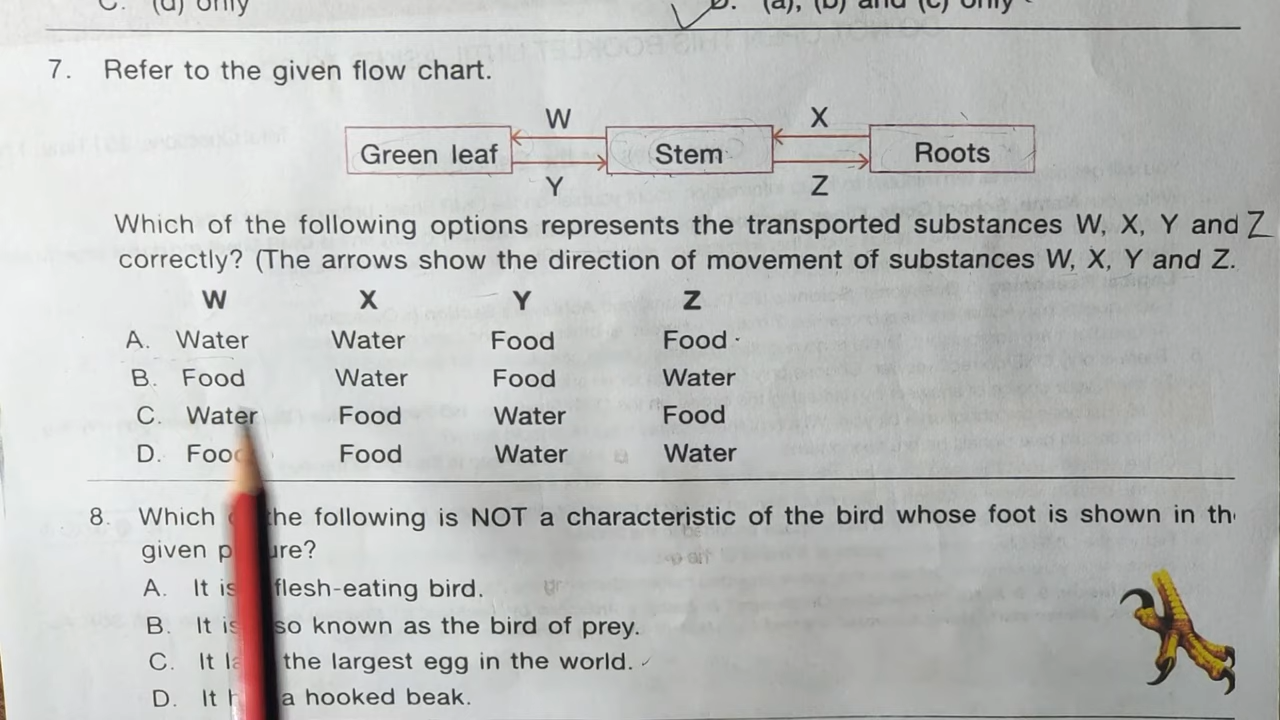 C. (d) only D. (a), (b) and (c) only
7. Refer to the given flow chart.
W X
Green leaf Stem Roots
Y Z
Which of the following options represents the transported substances W, X, Y and Z
correctly? (The arrows show the direction of movement of substances W, X, Y and Z.
W X Y Z
A. Water Water Food Food
B. Food Water Food Water
C. Water Food Water Food
D. Food Food Water Water
8. Which the following is NOT a characteristic of the bird whose foot is shown in
given ?
A. It is flesh-eating bird.
B. It known as the bird of prey.
C. It the largest egg in the world.
D. It a hooked beak.